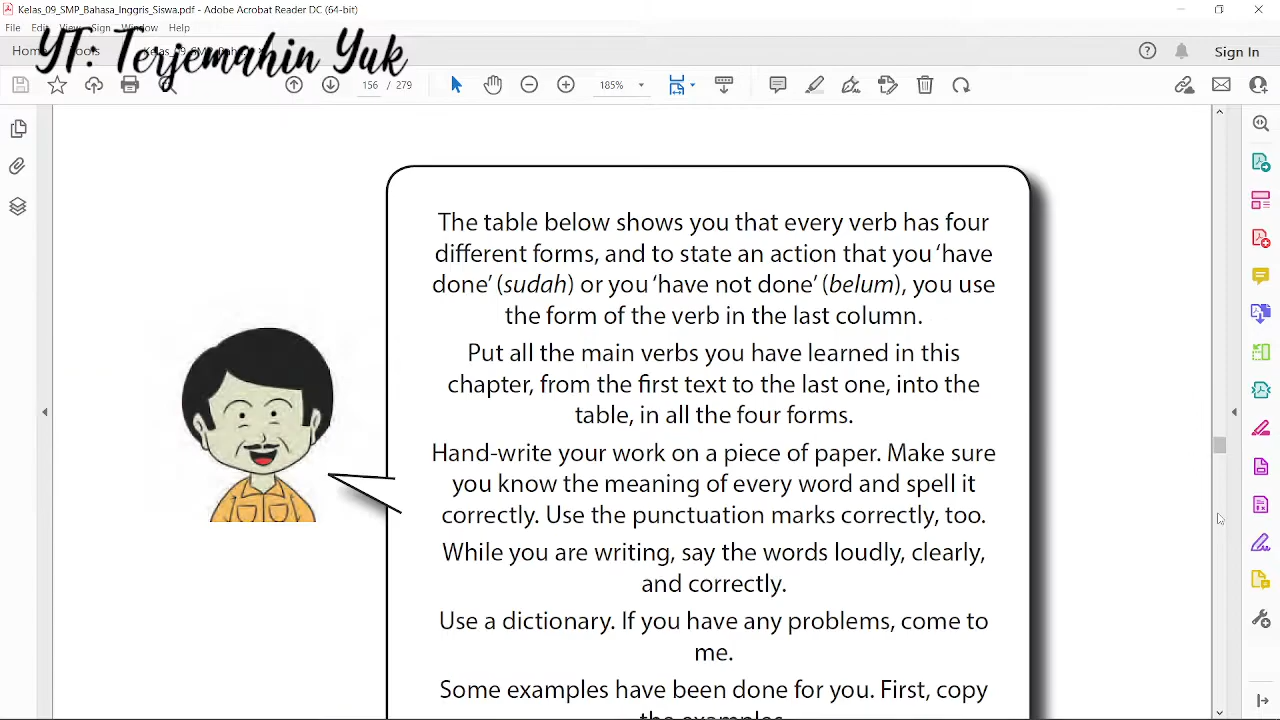 Kelas_09_SMP_Bahasa_Inggris_Siswa.pdf - Adobe Acrobat Reader DC (64-bit)
File Edit View Sign Window Help
YT: Terjemahin Yuk
Sign In
156 / 279
185%
The table below shows you that every verb has four
different forms, and to state an action that you ‘have
done’ (sudah) or you ‘have not done’ (belum), you use
the form of the verb in the last column.
Put all the main verbs you have learned in this
chapter, from the first text to the last one, into the
table, in all the four forms.
Hand-write your work on a piece of paper. Make sure
you know the meaning of every word and spell it
correctly. Use the punctuation marks correctly, too.
While you are writing, say the words loudly, clearly,
and correctly.
Use a dictionary. If you have any problems, come to
me.
Some examples have been done for you. First, copy
the examples